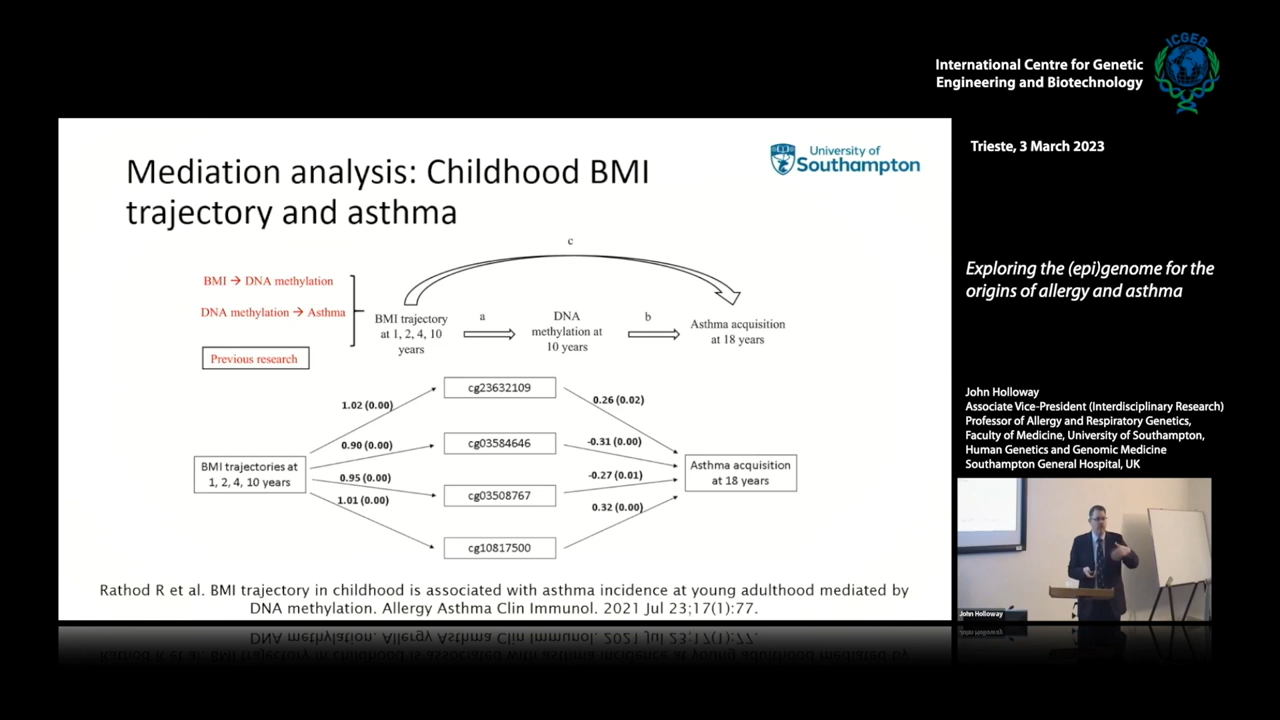 International Centre for Genetic
Engineering and Biotechnology
ICGEB
Trieste, 3 March 2023
Exploring the (epi)genome for the
origins of allergy and asthma
John Holloway
Associate Vice-President (Interdisciplinary Research)
Professor of Allergy and Respiratory Genetics,
Faculty of Medicine, University of Southampton,
Human Genetics and Genomic Medicine
Southampton General Hospital, UK
John Holloway
Mediation analysis: Childhood BMI
trajectory and asthma
University of
Southampton
c
BMI → DNA methylation
DNA methylation → Asthma
Previous research
BMI trajectory
at 1, 2, 4, 10
years
a
DNA
methylation at
10 years
b
Asthma acquisition
at 18 years
BMI trajectories at
1, 2, 4, 10 years
1.02 (0.00)
0.90 (0.00)
0.95 (0.00)
1.01 (0.00)
cg23632109
cg03584646
cg03508767
cg10817500
0.26 (0.02)
-0.31 (0.00)
-0.27 (0.01)
0.32 (0.00)
Asthma acquisition
at 18 years
Rathod R et al. BMI trajectory in childhood is associated with asthma incidence at young adulthood mediated by
DNA methylation. Allergy Asthma Clin Immunol. 2021 Jul 23;17(1):77.